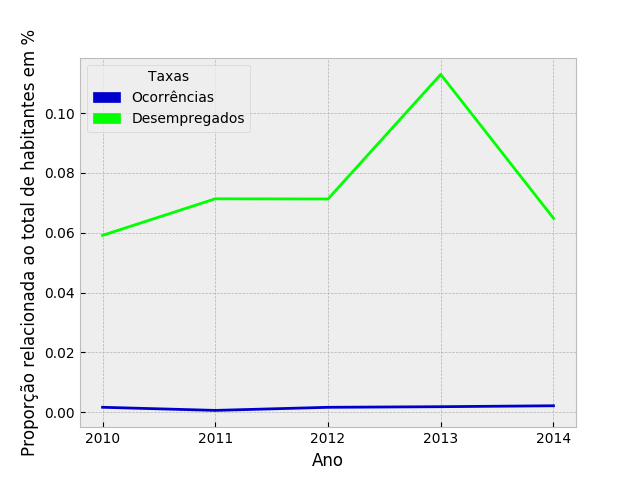 Proporção relacionada ao total de habitantes em %
Taxas
Ocorrências
Desempregados
0.10
0.08
0.06
0.04
0.02
0.00
2010 2011 2012 2013 2014
Ano